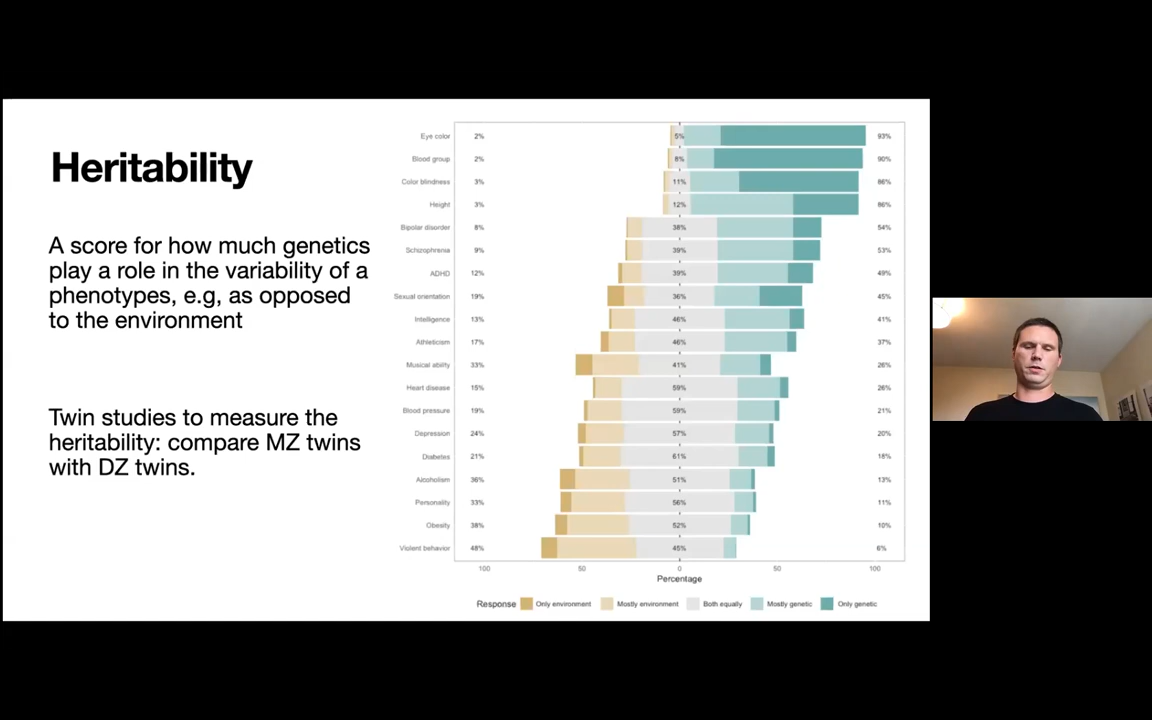 Heritability
A score for how much genetics
play a role in the variability of a
phenotypes, e.g, as opposed
to the environment
Twin studies to measure the
heritability: compare MZ twins
with DZ twins.
Eye color 2% 5% 93%
Blood group 2% 8% 90%
Color blindness 3% 11% 86%
Height 3% 12% 86%
Bipolar disorder 8% 38% 54%
Schizophrenia 9% 39% 53%
ADHD 12% 39% 49%
Sexual orientation 19% 36% 45%
Intelligence 13% 46% 41%
Athleticism 17% 46% 37%
Musical ability 33% 41% 26%
Heart disease 15% 59% 26%
Blood pressure 19% 59% 21%
Depression 24% 57% 20%
Diabetes 21% 61% 18%
Alcoholism 36% 51% 13%
Personality 33% 56% 11%
Obesity 38% 52% 10%
Violent behavior 48% 45% 6%
100 50 0 50 100
Percentage
Response Only environment Mostly environment Both equally Mostly genetic Only genetic